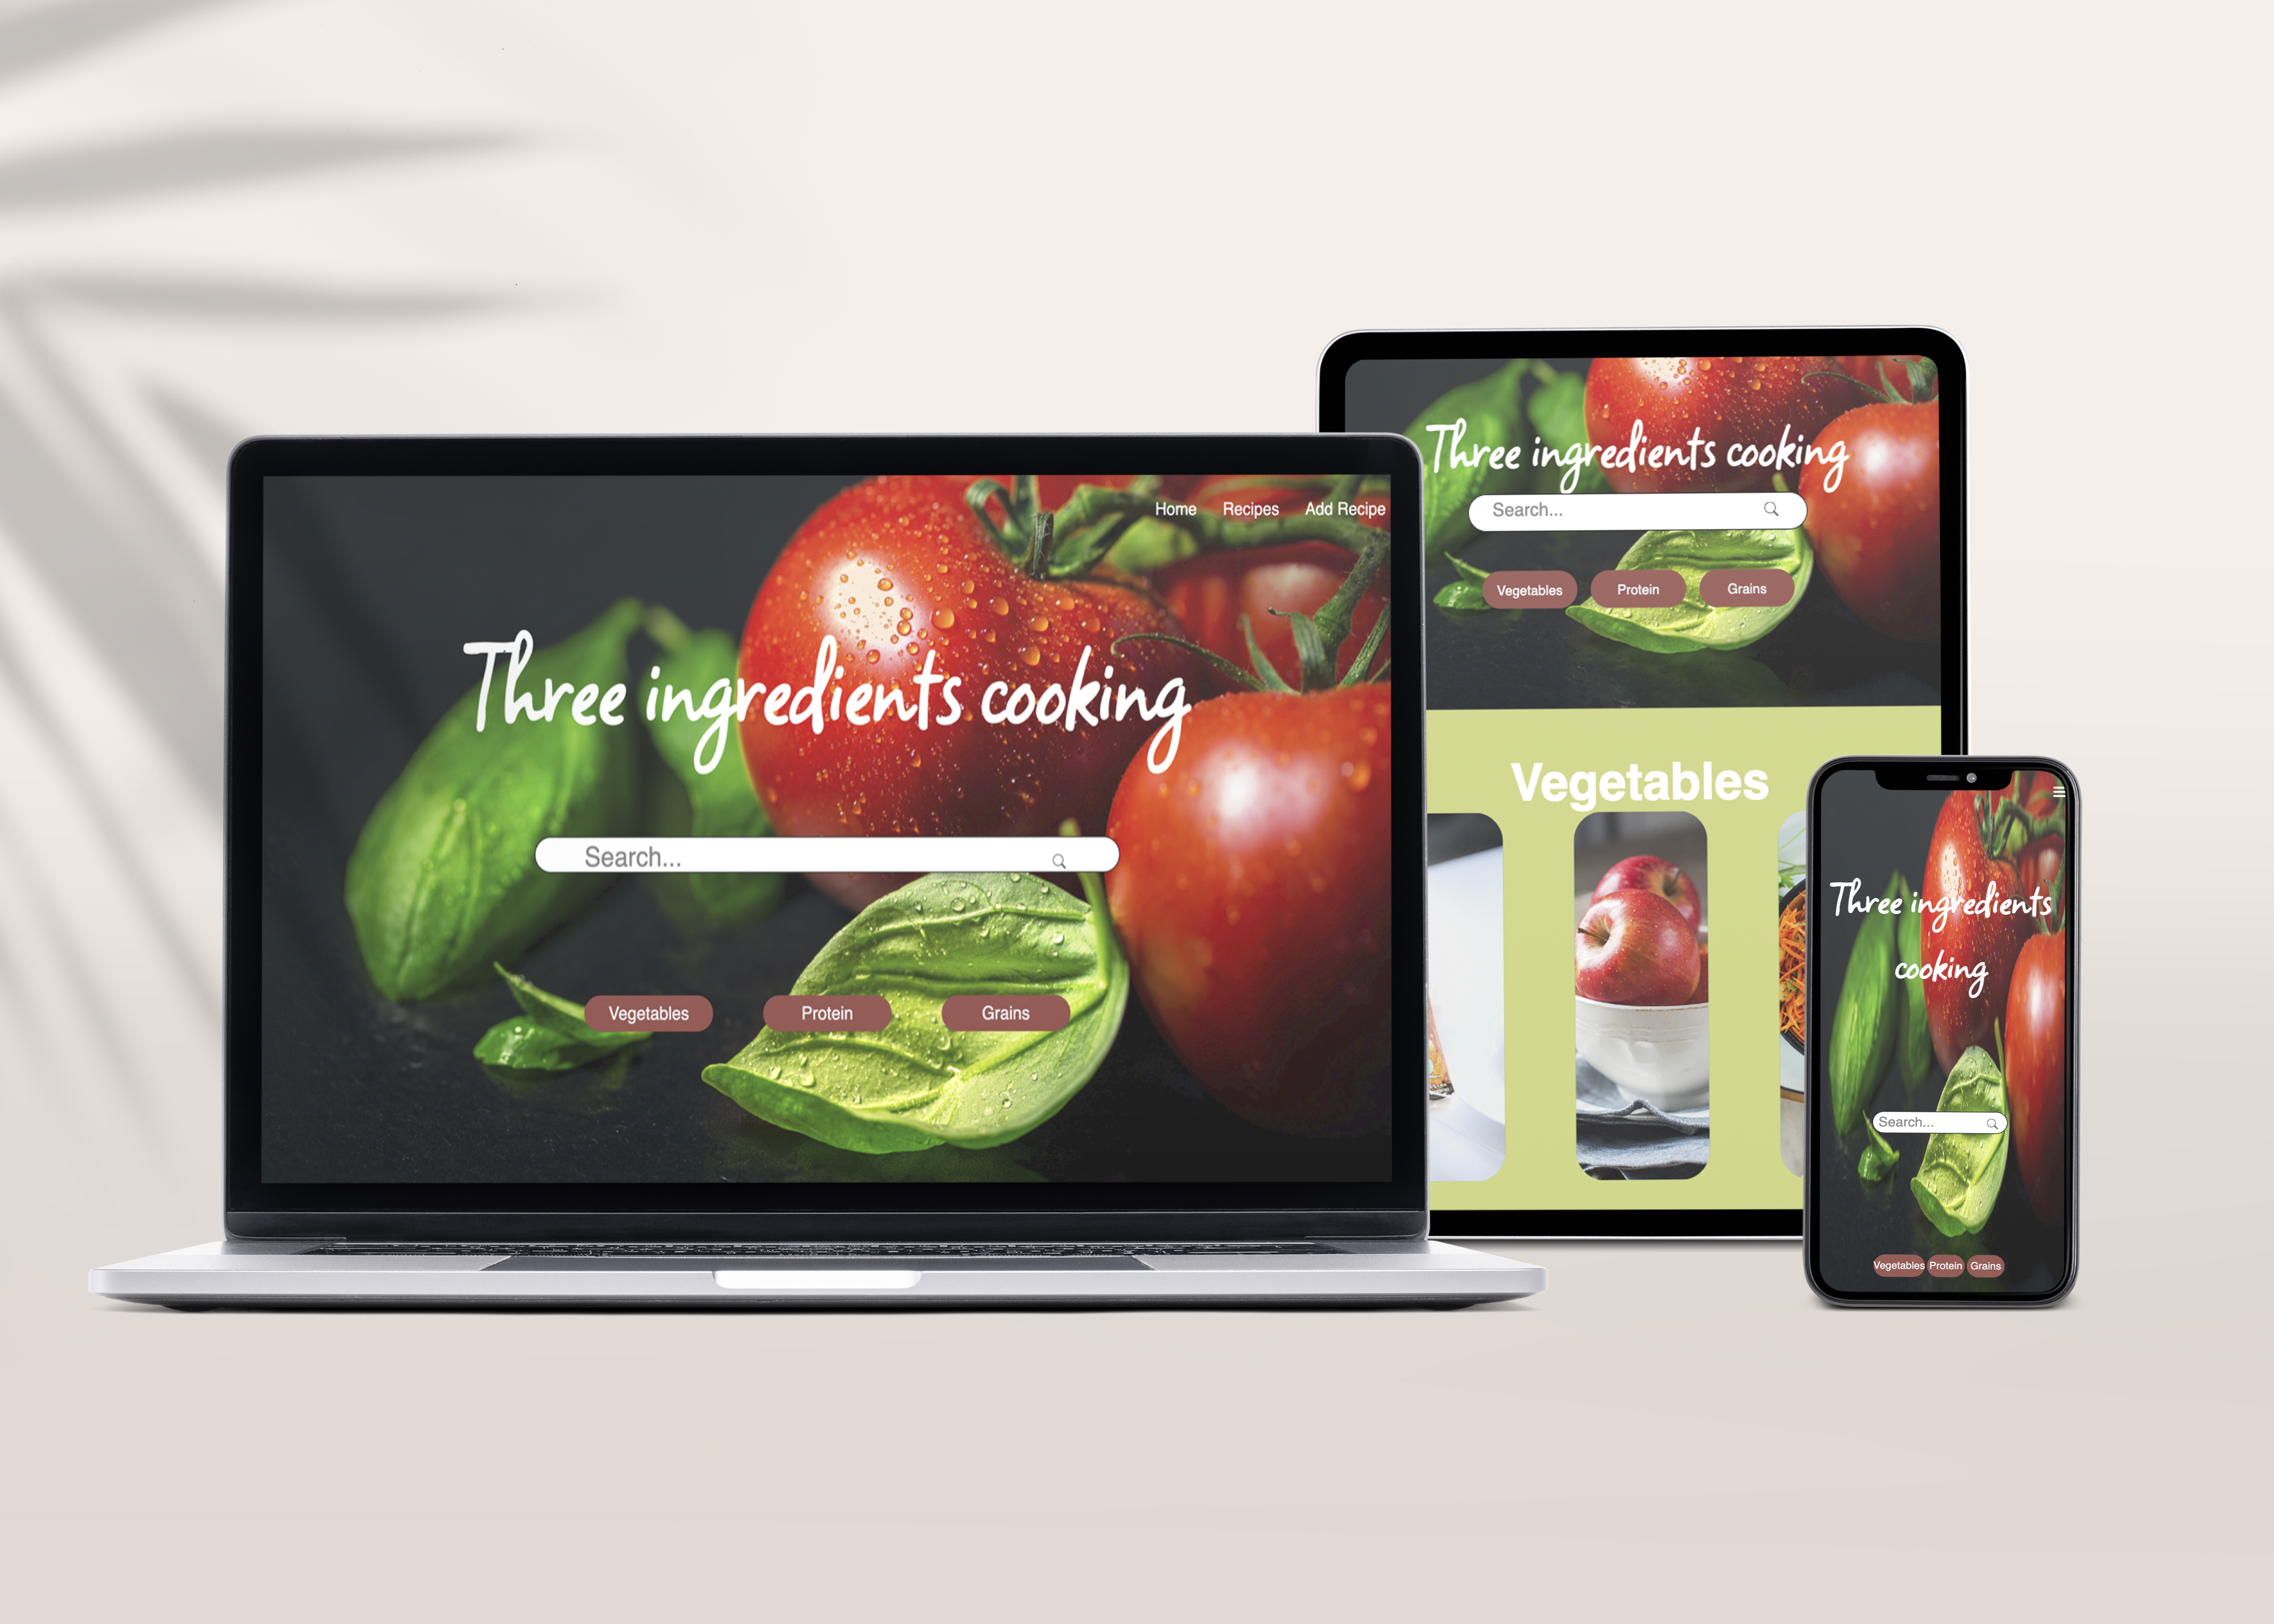 Home Recipes Add Recipe
Three ingredients cooking
Search...
Vegetables Protein Grains
Three ingredients cooking
Search...
Vegetables Protein Grains
Vegetables
Three ingredients
cooking
Search...
Vegetables Protein Grains